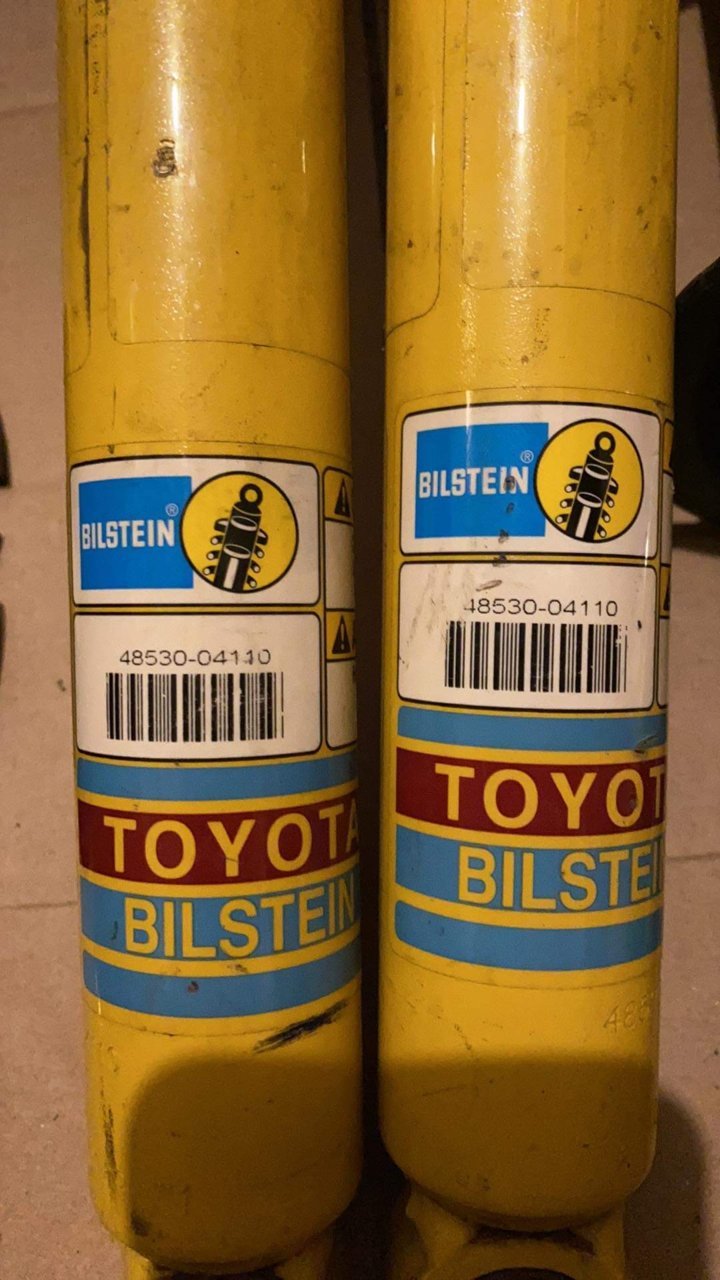 BILSTEIN®
48530-04110
TOYOTA
BILSTEIN
BILSTEIN®
48530-04110
TOYOT
BILSTEI